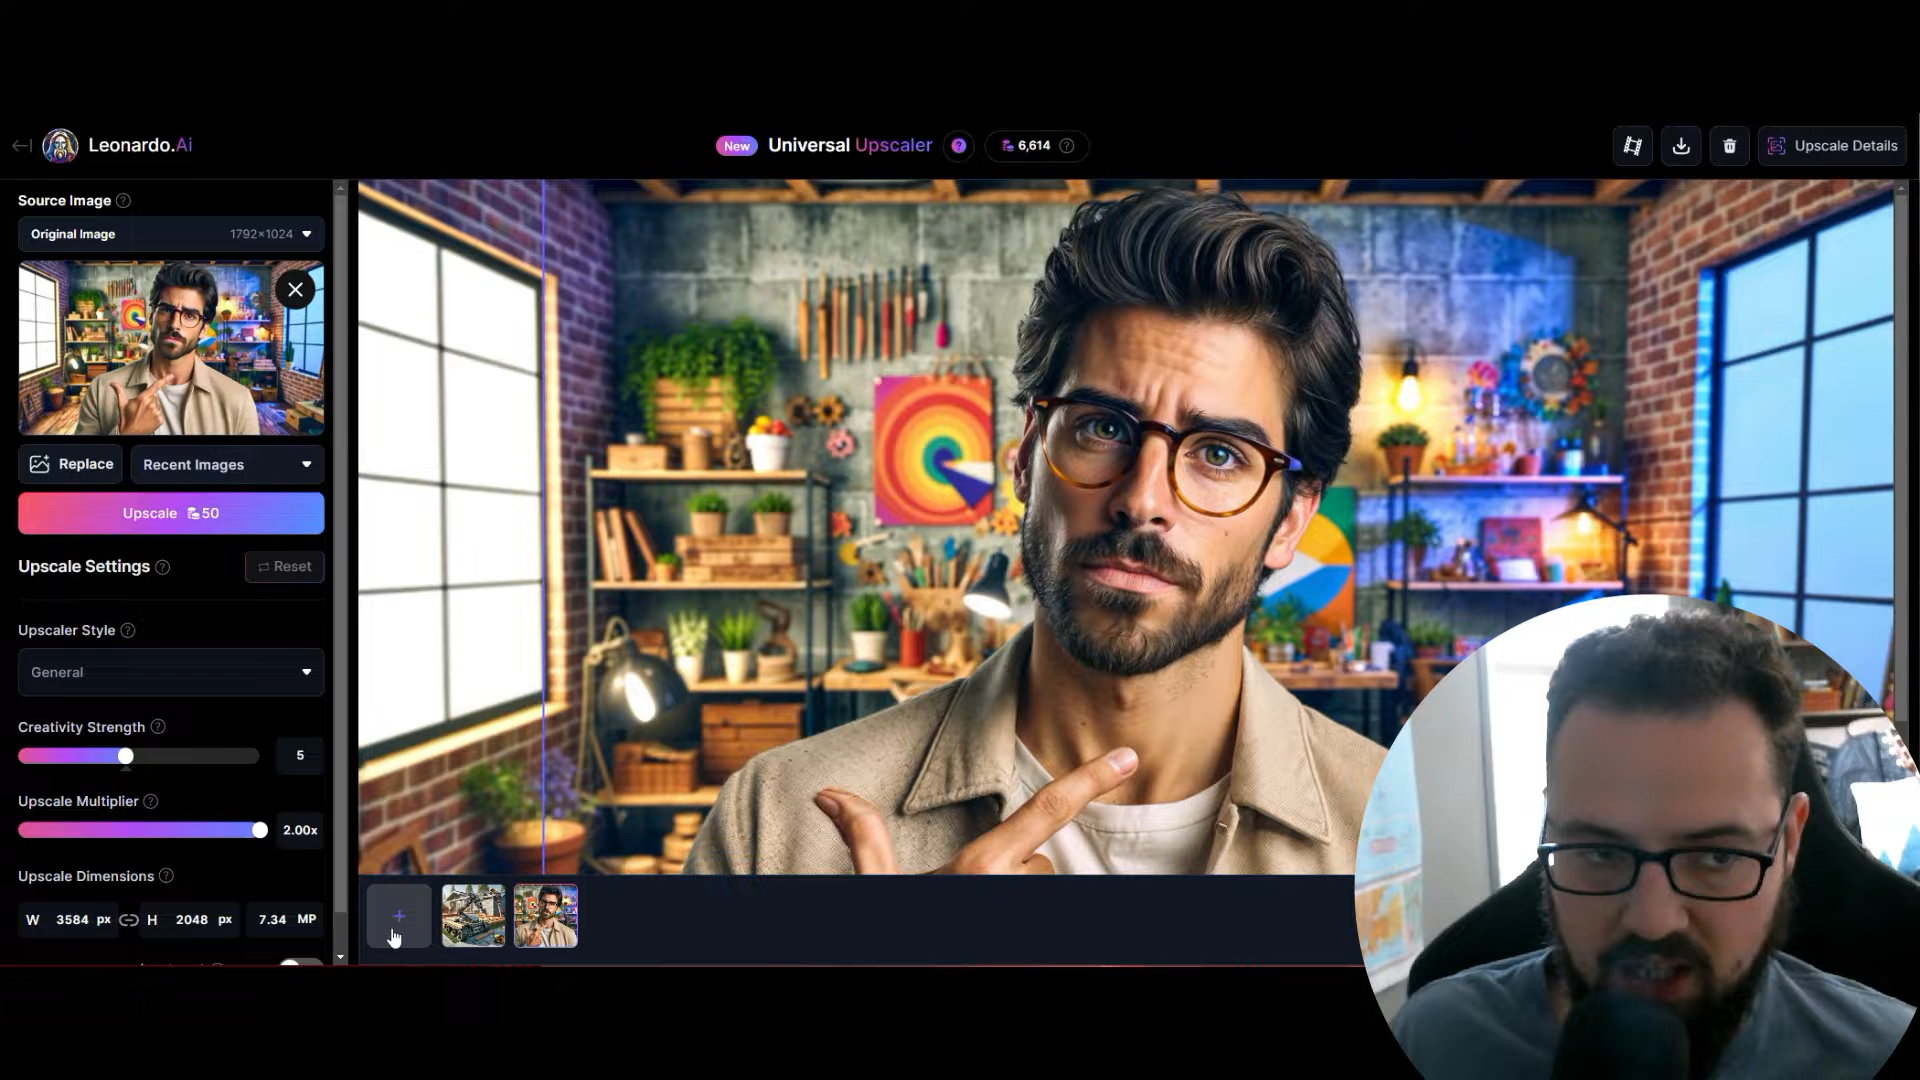 Leonardo.Ai
New Universal Upscaler ? 6,614 ?
Upscale Details
Source Image ?
Original Image 1792×1024
Replace
Recent Images
Upscale 50
Upscale Settings ?
Reset
Upscaler Style ?
General
Creativity Strength ?
5
Upscale Multiplier ?
2.00x
Upscale Dimensions ?
W 3584 px H 2048 px 7.34 MP